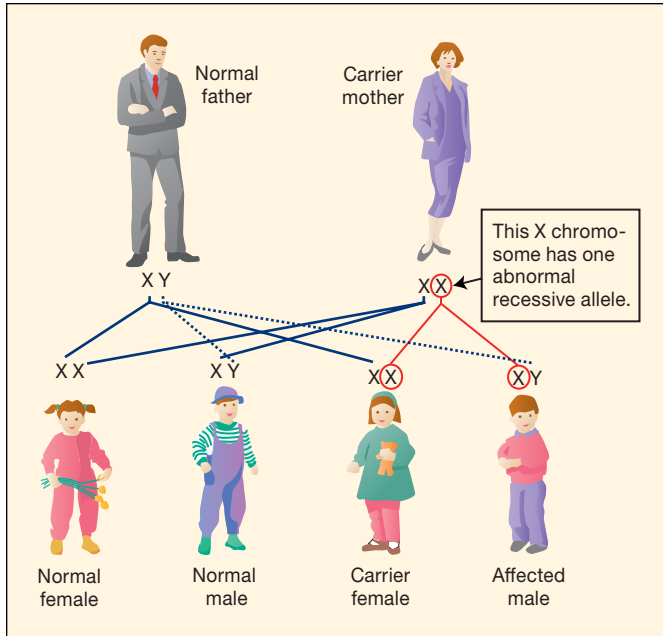 Normal
father
Carrier
mother
This X chromo-
some has one
abnormal
recessive allele.
X Y
X X
X X
X Y
X X
X Y
Normal
female
Normal
male
Carrier
female
Affected
male